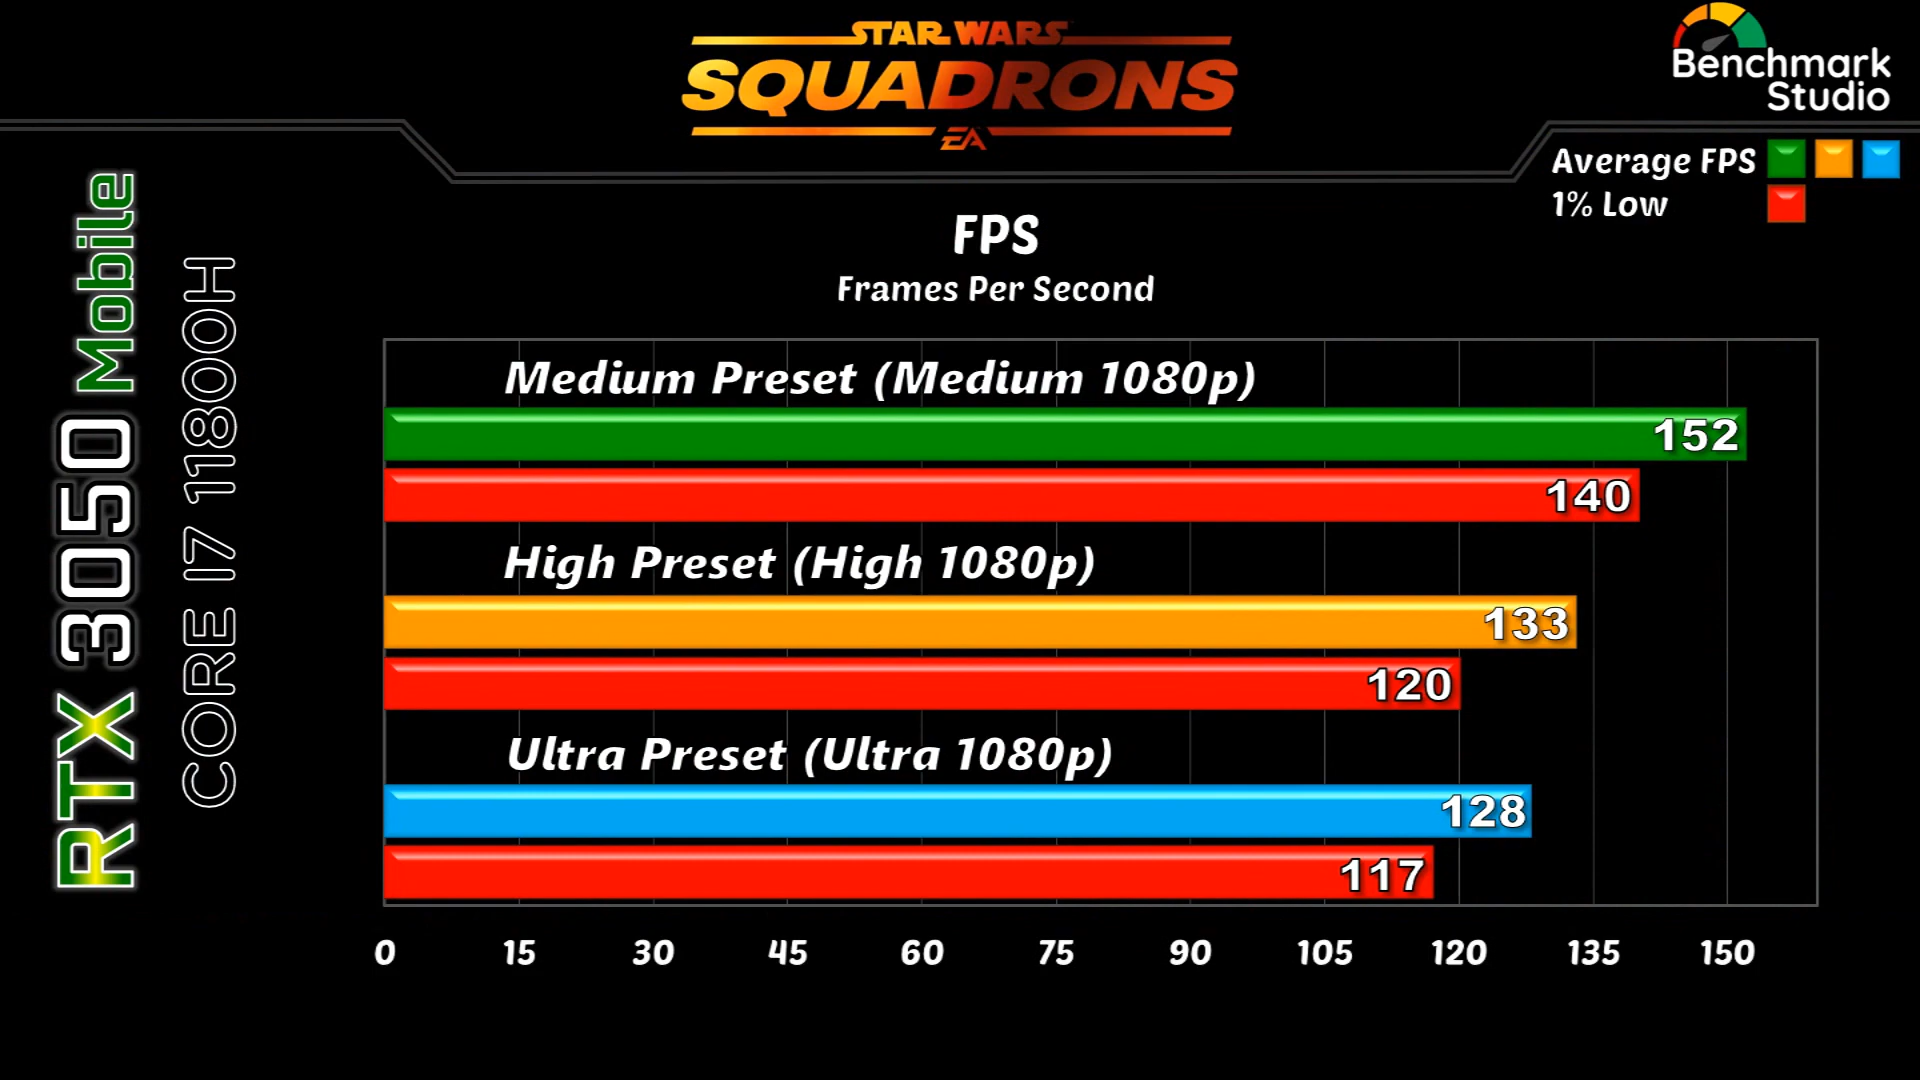 STAR WARS
SQUADRONS
EA
Benchmark
Studio
Average FPS
1% Low
RTX 3050 Mobile
CORE I7 11800H
FPS
Frames Per Second
Medium Preset (Medium 1080p)
152
140
High Preset (High 1080p)
133
120
Ultra Preset (Ultra 1080p)
128
117
0 15 30 45 60 75 90 105 120 135 150